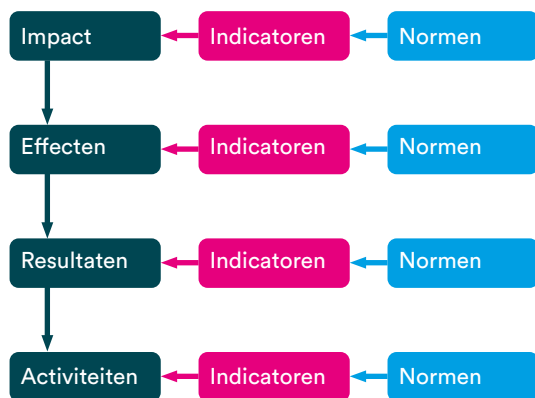 Impact Indicatoren Normen
Effecten Indicatoren Normen
Resultaten Indicatoren Normen
Activiteiten Indicatoren Normen